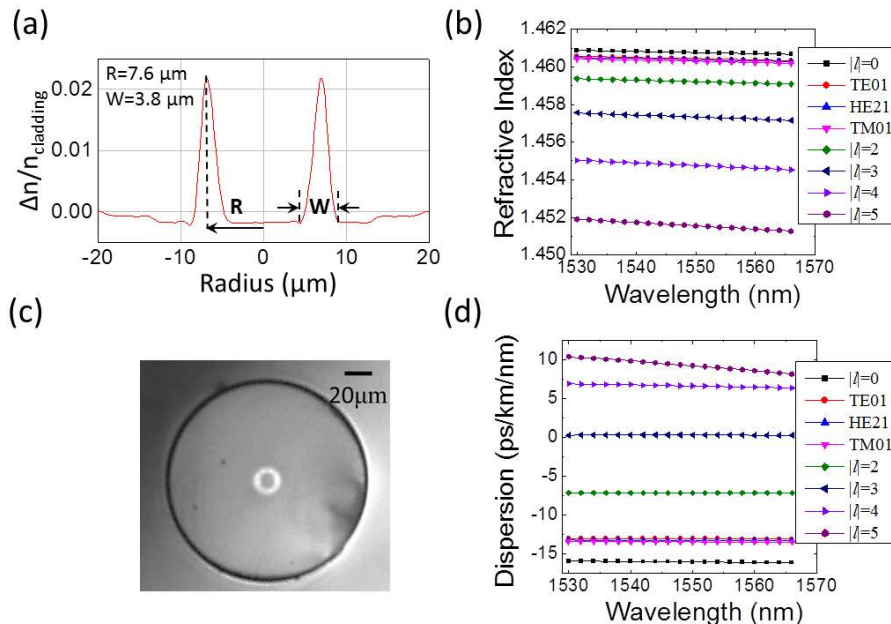 (a)
R=7.6 μm
W=3.8 μm
Δn/n_cladding
0.02
0.01
0.00
R
W
-20
-10
0
10
20
Radius (μm)
(b)
Refractive Index
1.462
1.460
1.458
1.456
1.454
1.452
1.450
1530
1540
1550
1560
1570
Wavelength (nm)
|l|=0
TE01
HE21
TM01
|l|=2
|l|=3
|l|=4
|l|=5
(c)
20μm
(d)
Dispersion (ps/km/nm)
10
5
0
-5
-10
-15
1530
1540
1550
1560
1570
Wavelength (nm)
|l|=0
TE01
HE21
TM01
|l|=2
|l|=3
|l|=4
|l|=5